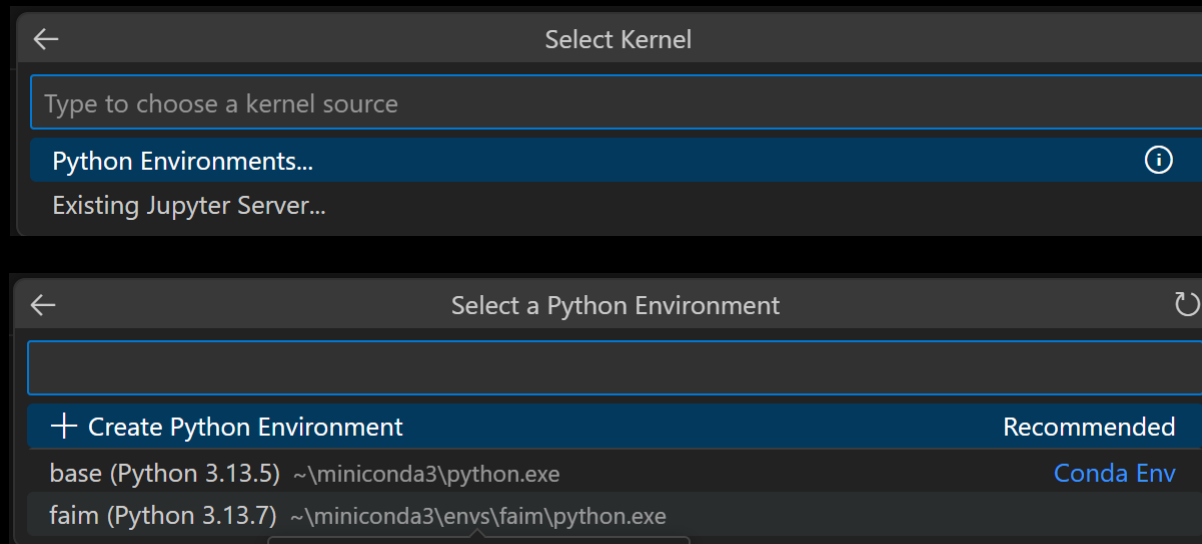 Select Kernel
Type to choose a kernel source
Python Environments...
Existing Jupyter Server...
Select a Python Environment
+ Create Python Environment Recommended
base (Python 3.13.5) ~\miniconda3\python.exe Conda Env
faim (Python 3.13.7) ~\miniconda3\envs\faim\python.exe